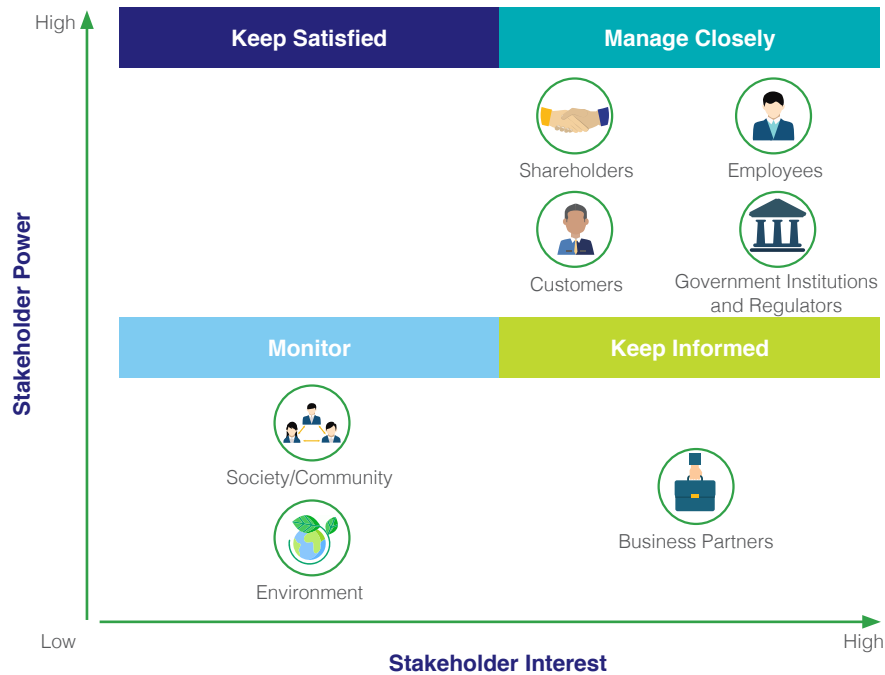 High
Keep Satisfied
Manage Closely
Shareholders
Employees
Customers
Government Institutions
and Regulators
Stakeholder Power
Monitor
Keep Informed
Society/Community
Business Partners
Environment
Low
High
Stakeholder Interest